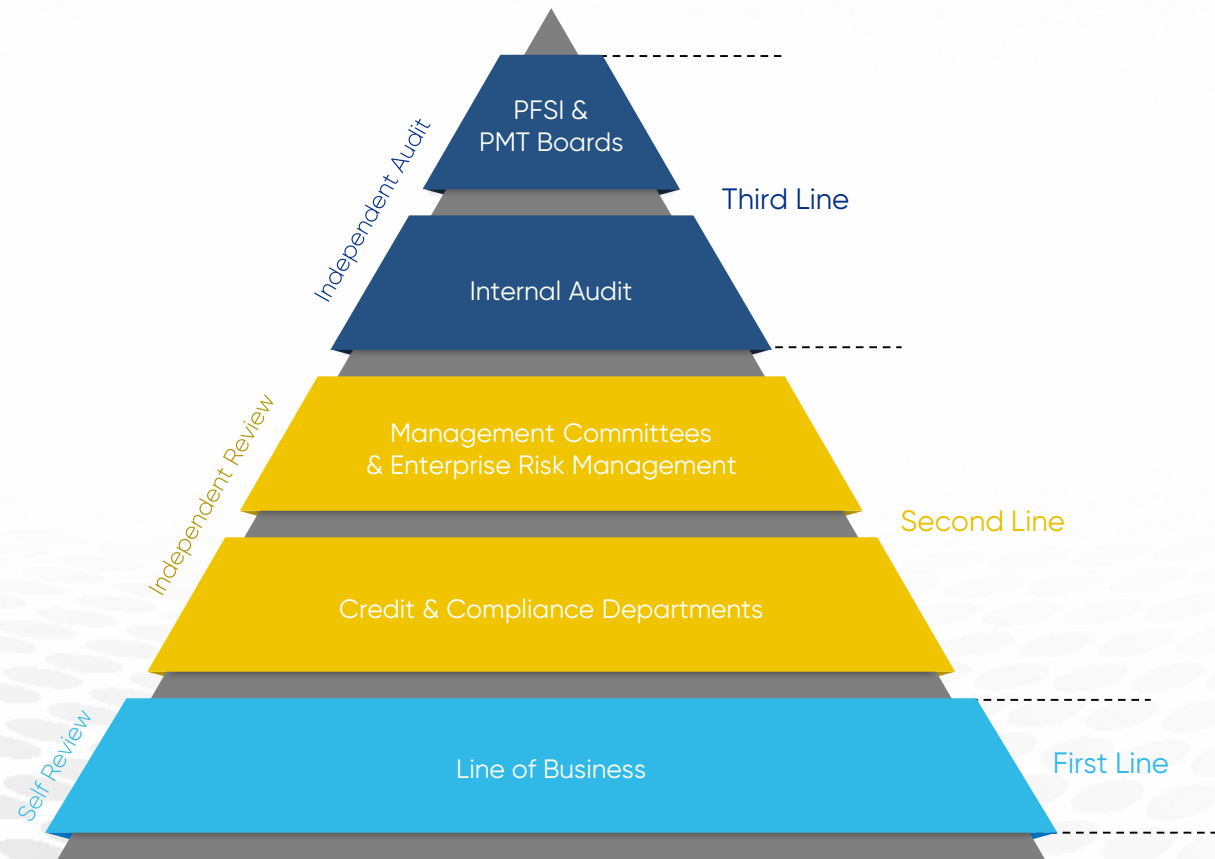 PFSI &
PMT Boards
Independent Audit
Third Line
Internal Audit
Management Committees
& Enterprise Risk Management
Independent Review
Second Line
Credit & Compliance Departments
Self Review
Line of Business
First Line